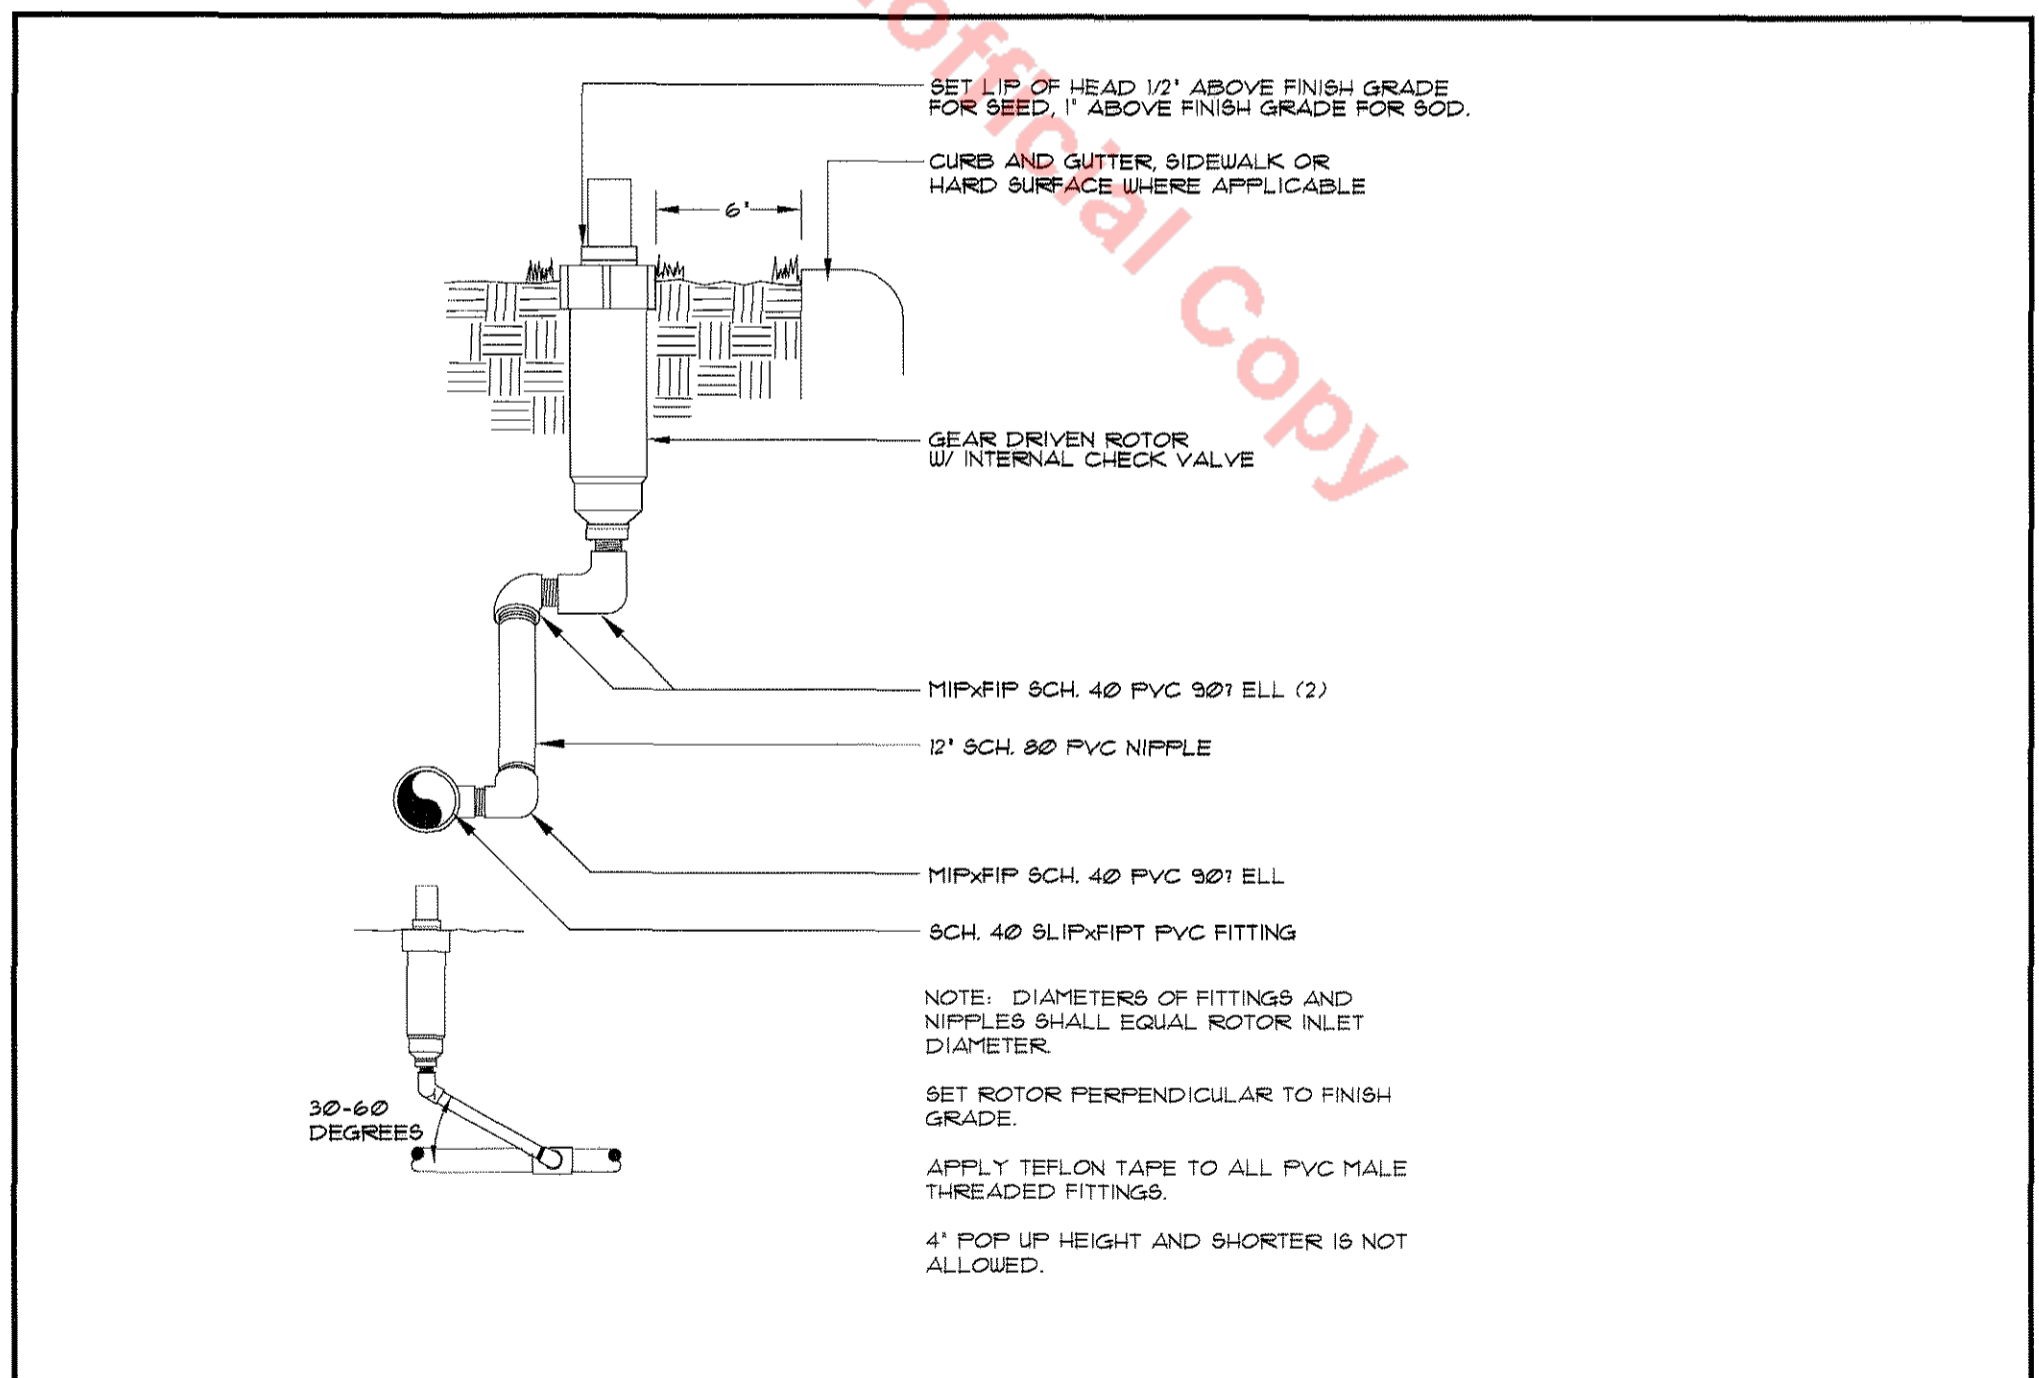 SET LIP OF HEAD 1/2" ABOVE FINISH GRADE
FOR SEED, 1" ABOVE FINISH GRADE FOR SOD.
CURB AND GUTTER, SIDEWALK OR
HARD SURFACE WHERE APPLICABLE
6"
GEAR DRIVEN ROTOR
W/ INTERNAL CHECK VALVE
MIPxFIP SCH. 40 PVC 90? ELL (2)
12" SCH. 80 PVC NIPPLE
MIPxFIP SCH. 40 PVC 90? ELL
SCH. 40 SLIPxFIPT PVC FITTING
NOTE: DIAMETERS OF FITTINGS AND
NIPPLES SHALL EQUAL ROTOR INLET
DIAMETER.
SET ROTOR PERPENDICULAR TO FINISH
GRADE.
30-60
DEGREES
APPLY TEFLON TAPE TO ALL PVC MALE
THREADED FITTINGS.
4" POP UP HEIGHT AND SHORTER IS NOT
ALLOWED.
official Copy